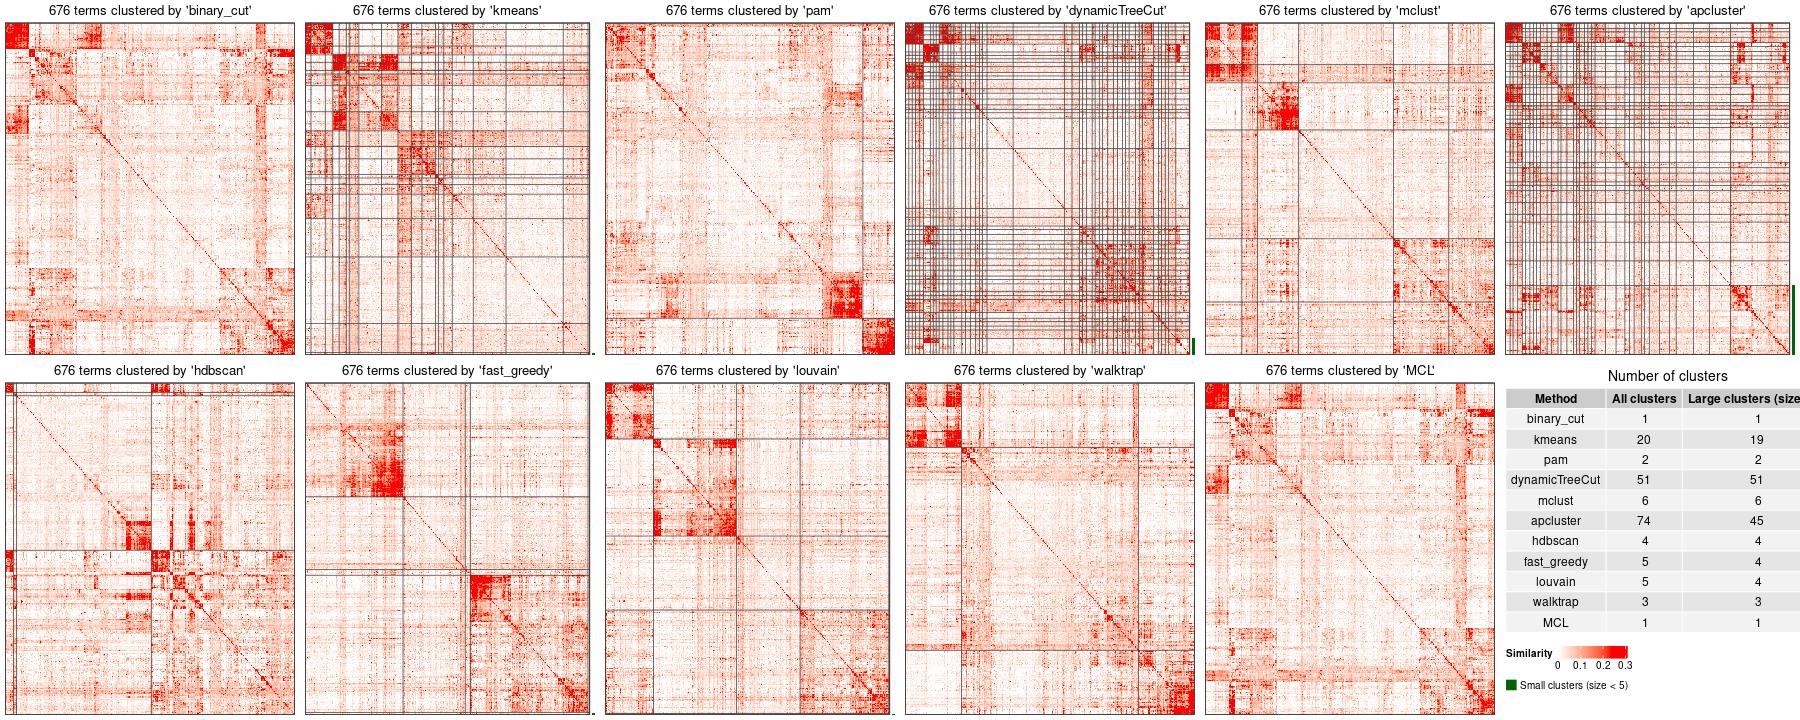 676 terms clustered by 'binary_cut'
676 terms clustered by 'kmeans'
676 terms clustered by 'pam'
676 terms clustered by 'dynamicTreeCut'
676 terms clustered by 'mclust'
676 terms clustered by 'apcluster'
676 terms clustered by 'hdbscan'
676 terms clustered by 'fast_greedy'
676 terms clustered by 'louvain'
676 terms clustered by 'walktrap'
676 terms clustered by 'MCL'
Number of clusters
Method All clusters Large clusters (size
binary_cut 1 1
kmeans 20 19
pam 2 2
dynamicTreeCut 51 51
mclust 6 6
apcluster 74 45
hdbscan 4 4
fast_greedy 5 4
louvain 5 4
walktrap 3 3
MCL 1 1
Similarity
0 0.1 0.2 0.3
Small clusters (size < 5)